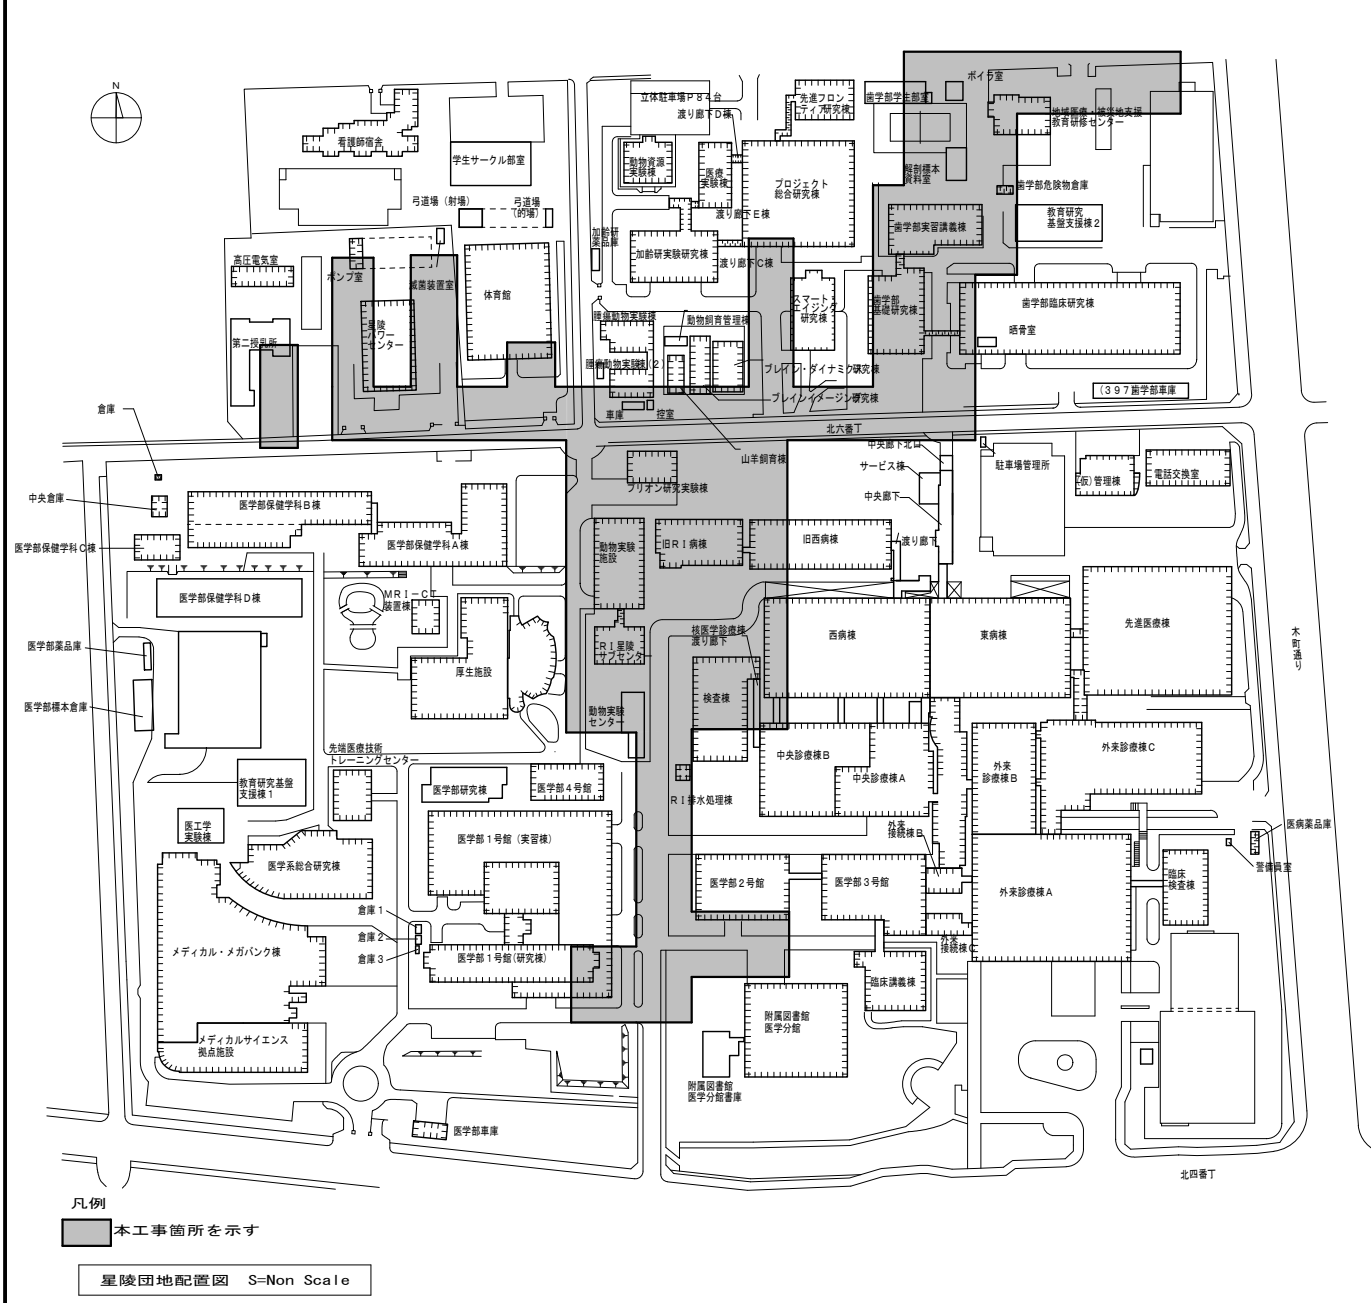 N
看護師宿舎
学生サークル部室
弓道場（射場）
弓道場
（的場）
高圧電気室
ポンプ室
滅菌装置室
体育館
星陵
パワー
センター
第二授乳所
立体駐車場Ｐ８４台
渡り廊下Ｄ棟
先進フロン
ティア研究棟
動物資源
実験棟
医療
実験棟
プロジェクト
総合研究棟
渡り廊下Ｅ棟
加齢研
薬品庫
加齢研実験研究棟
渡り廊下Ｃ棟
スマート・
エイジング
研究棟
腫瘍動物実験棟
動物飼育管理棟
腫瘍動物実験棟(２)
ブレイン・ダイナミクス研究棟
ブレインイメージング研究棟
車庫
控室
歯学部学生部室
ボイラ室
地域医療・被災地支援
教育研修センター
解剖標本
資料室
歯学部危険物倉庫
教育研究
基盤支援棟２
歯学部実習講義棟
歯学部
基礎研究棟
歯学部臨床研究棟
晒骨室
(３９７歯学部車庫
北六番丁
倉庫
中央倉庫
医学部保健学科Ｂ棟
医学部保健学科Ｃ棟
医学部保健学科Ａ棟
医学部保健学科Ｄ棟
ＭＲＩ－ＣＴ
装置棟
医学部薬品庫
厚生施設
医学部標本倉庫
山羊飼育棟
プリオン研究実験棟
動物実験
施設
旧ＲＩ病棟
旧西病棟
中央廊下北口
サービス棟
中央廊下
渡り廊下
駐車場管理所
(仮)管理棟
電話交換室
ＲＩ星陵
サブセンター
核医学診療棟
渡り廊下
西病棟
東病棟
先進医療棟
木町通り
検査棟
動物実験
センター
中央診療棟Ｂ
中央診療棟Ａ
外来
診療棟Ｂ
外来診療棟Ｃ
先端医療技術
トレーニングセンター
教育研究基盤
支援棟１
医学部研究棟
医学部４号館
ＲＩ排水処理棟
医工学
実験棟
医学部１号館(実習棟)
外来
接続棟Ｂ
医病薬品庫
警備員室
医学系総合研究棟
医学部２号館
医学部３号館
外来診療棟Ａ
臨床
検査棟
倉庫１
倉庫２
倉庫３
外来
接続棟Ｃ
メディカル・メガバンク棟
医学部１号館(研究棟)
臨床講義棟
附属図書館
医学分館
メディカルサイエンス
拠点施設
附属図書館
医学分館書庫
医学部車庫
北四番丁
凡例
本工事箇所を示す
星陵団地配置図　S=Non Scale